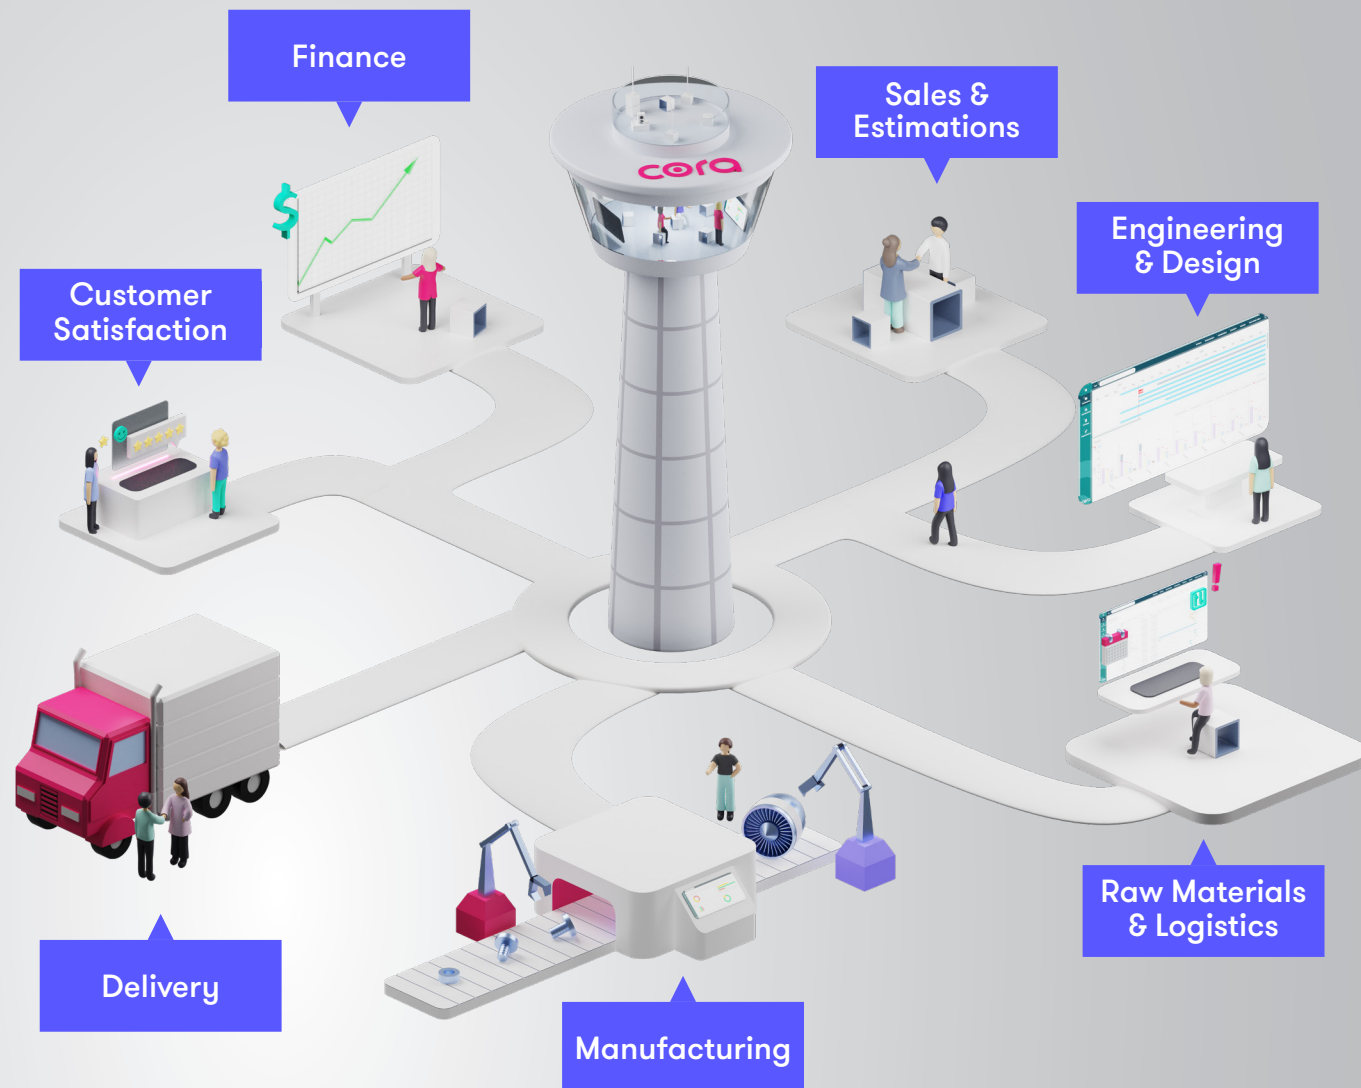 Finance
Sales &
Estimations
cora
Engineering
& Design
Customer
Satisfaction
$
!
Raw Materials
& Logistics
Delivery
Manufacturing